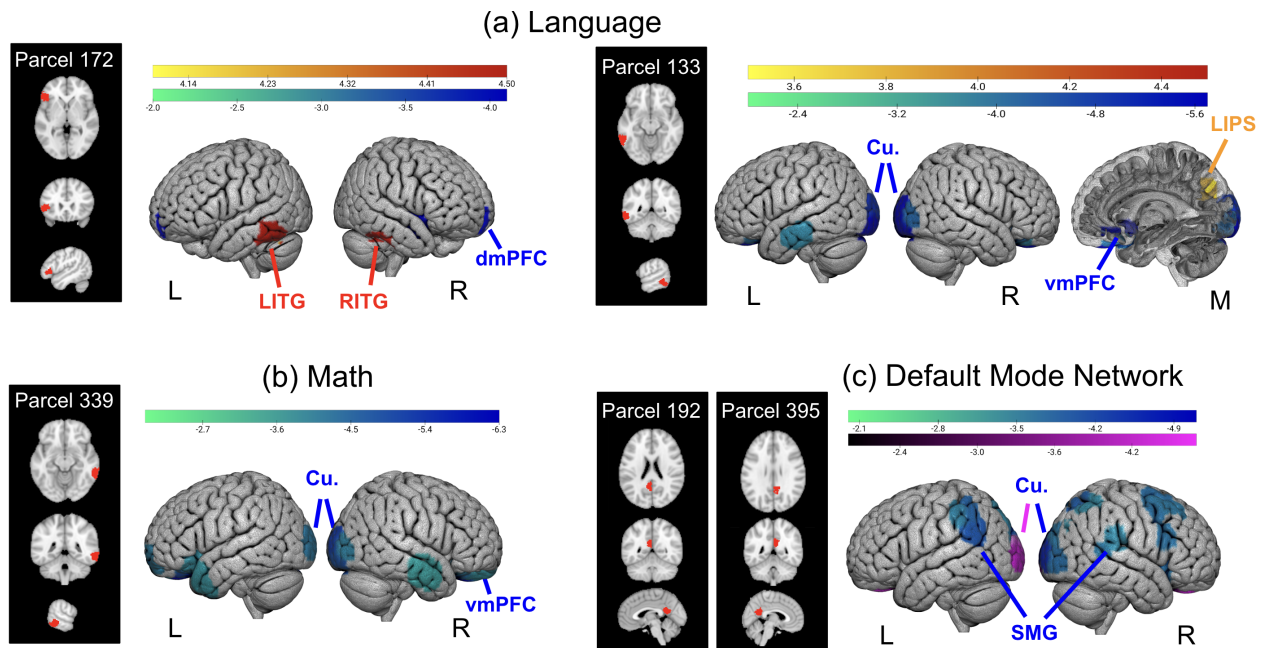 (a) Language
Parcel 172
4.14 4.23 4.32 4.41 4.50
-2.0 -2.5 -3.0 -3.5 -4.0
dmPFC
LITG
RITG
L
R
Parcel 133
3.6 3.8 4.0 4.2 4.4
-2.4 -3.2 -4.0 -4.8 -5.6
LIPS
Cu.
vmPFC
L
R
M
(b) Math
Parcel 339
-2.7 -3.6 -4.5 -5.4 -6.3
Cu.
vmPFC
L
R
(c) Default Mode Network
Parcel 192
Parcel 395
-2.1 -2.8 -3.5 -4.2 -4.9
-2.4 -3.0 -3.6 -4.2
Cu.
SMG
L
R